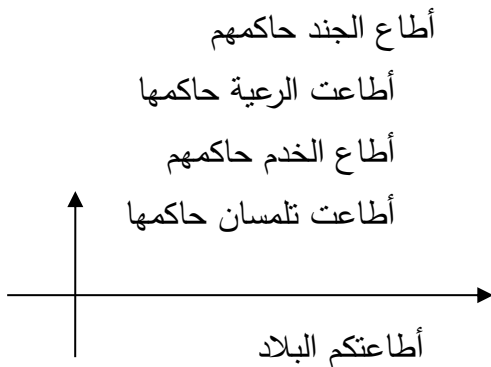 أطاع الجند حاكمهم
أطاعت الرعية حاكمها
أطاع الخدم حاكمهم
أطاعت تلمسان حاكمها
أطاعتكم البلاد